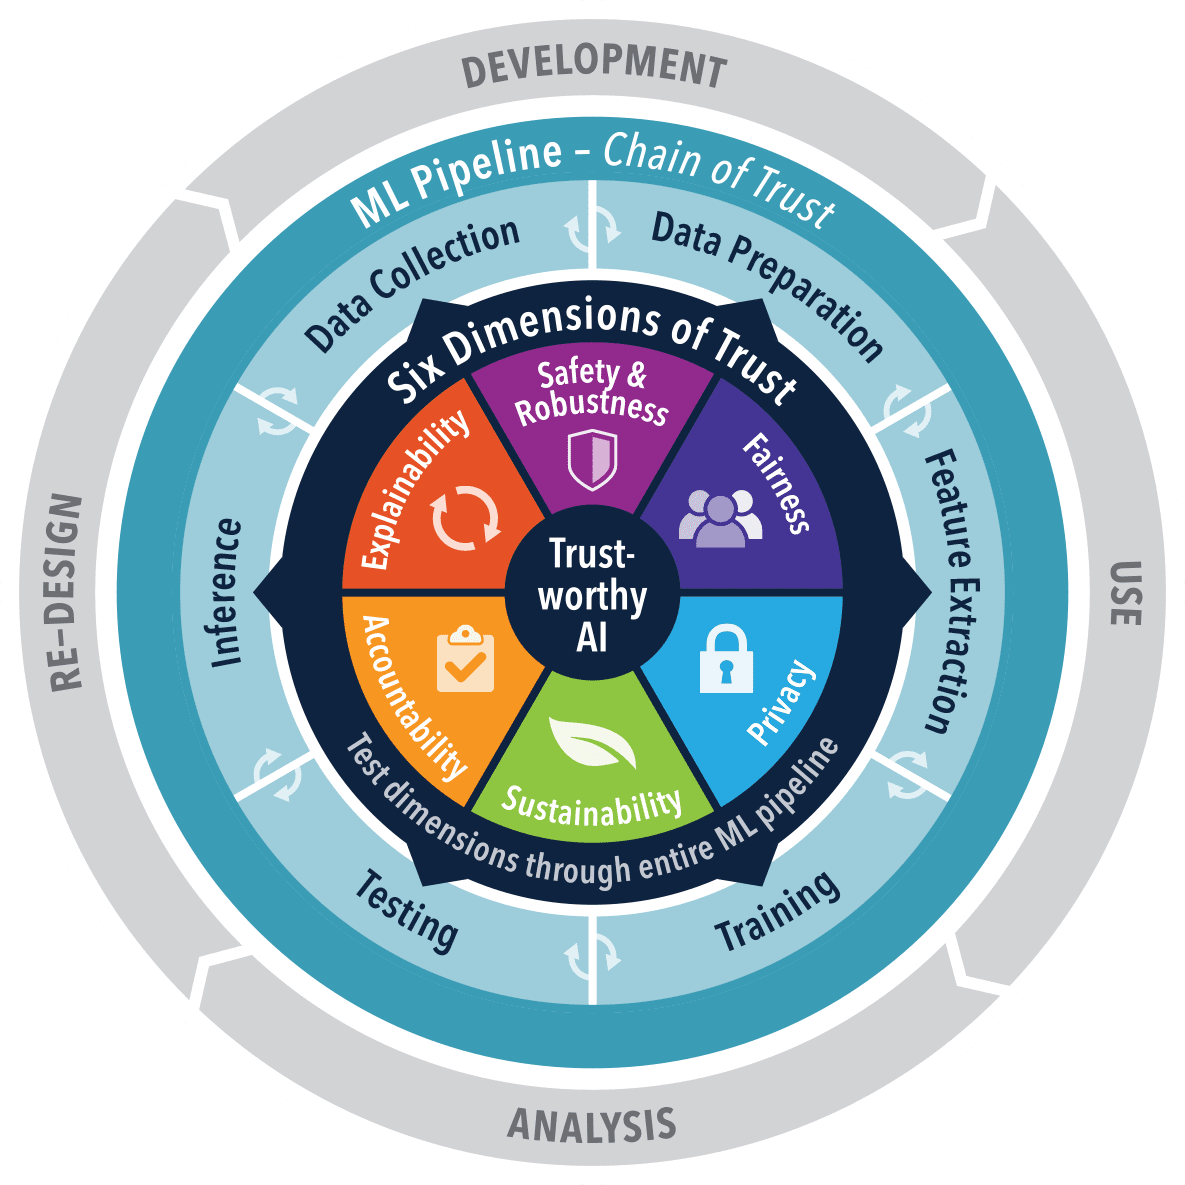 DEVELOPMENT
ML Pipeline – Chain of Trust
Data Collection
Data Preparation
Six Dimensions of Trust
Safety &
Robustness
Explainability
Fairness
RE–DESIGN
Inference
Trust-
worthy
AI
Feature Extraction
USE
Accountability
Privacy
Sustainability
Test dimensions through entire ML pipeline
Testing
Training
ANALYSIS